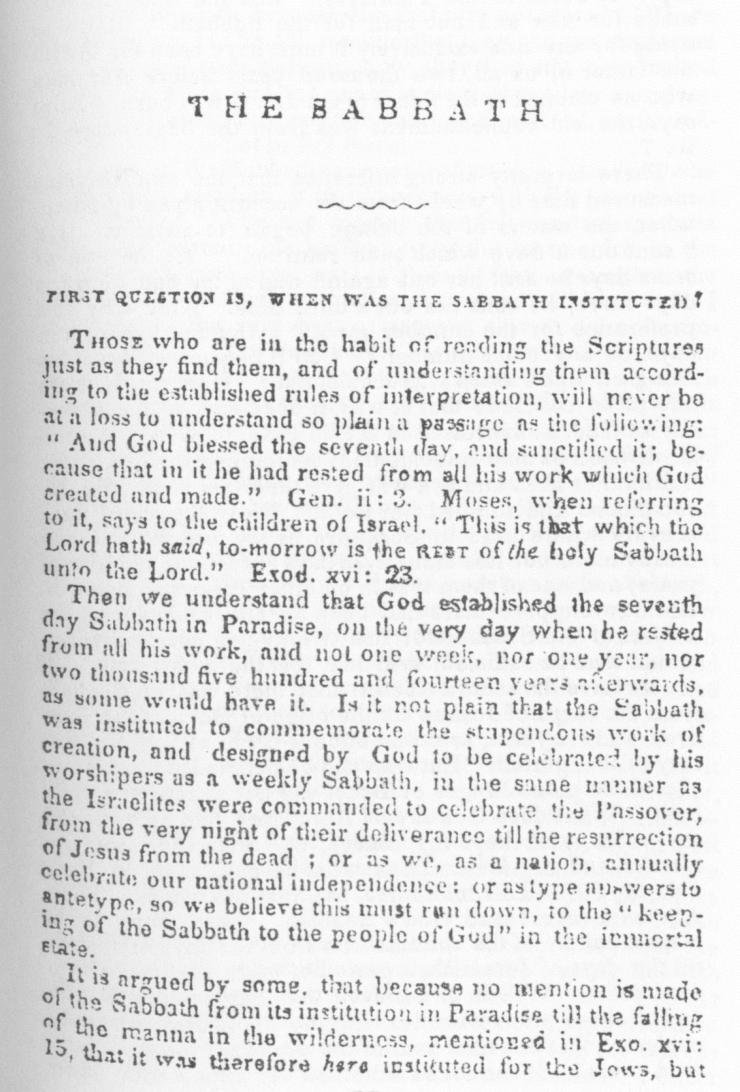 THE SABBATH
FIRST QUESTION IS, WHEN WAS THE SABBATH INSTITUTED?
THOSE who are in the habit of reading the Scriptures
just as they find them, and of understanding them accord-
ing to the established rules of interpretation, will never be
at a loss to understand so plain a passage as the following:
" And God blessed the seventh day, and sanctified it; be-
cause that in it he had rested from all his work which God
created and made." Gen. ii: 3. Moses, when referring
to it, says to the children of Israel. " This is that which the
Lord hath said, to-morrow is the REST of the holy Sabbath
unto the Lord." Exod. xvi: 23.
Then we understand that God established the seventh
day Sabbath in Paradise, on the very day when he rested
from all his work, and not one week, nor one year, nor
two thousand five hundred and fourteen years afterwards,
as some would have it. Is it not plain that the Sabbath
was instituted to commemorate the stupendous work of
creation, and designed by God to be celebrated by his
worshipers as a weekly Sabbath, in the same manner as
the Israelites were commanded to celebrate the Passover,
from the very night of their deliverance till the resurrection
of Jesus from the dead ; or as we, as a nation, annually
celebrate our national independence: or as type answers to
antetype, so we believe this must run down, to the " keep-
ing of the Sabbath to the people of God" in the immortal
state.
It is argued by some, that because no mention is made
of the Sabbath from its institution in Paradise till the falling
of the manna in the wilderness, mentioned in Exo. xvi:
15, that it was therefore here instituted for the Jews, but